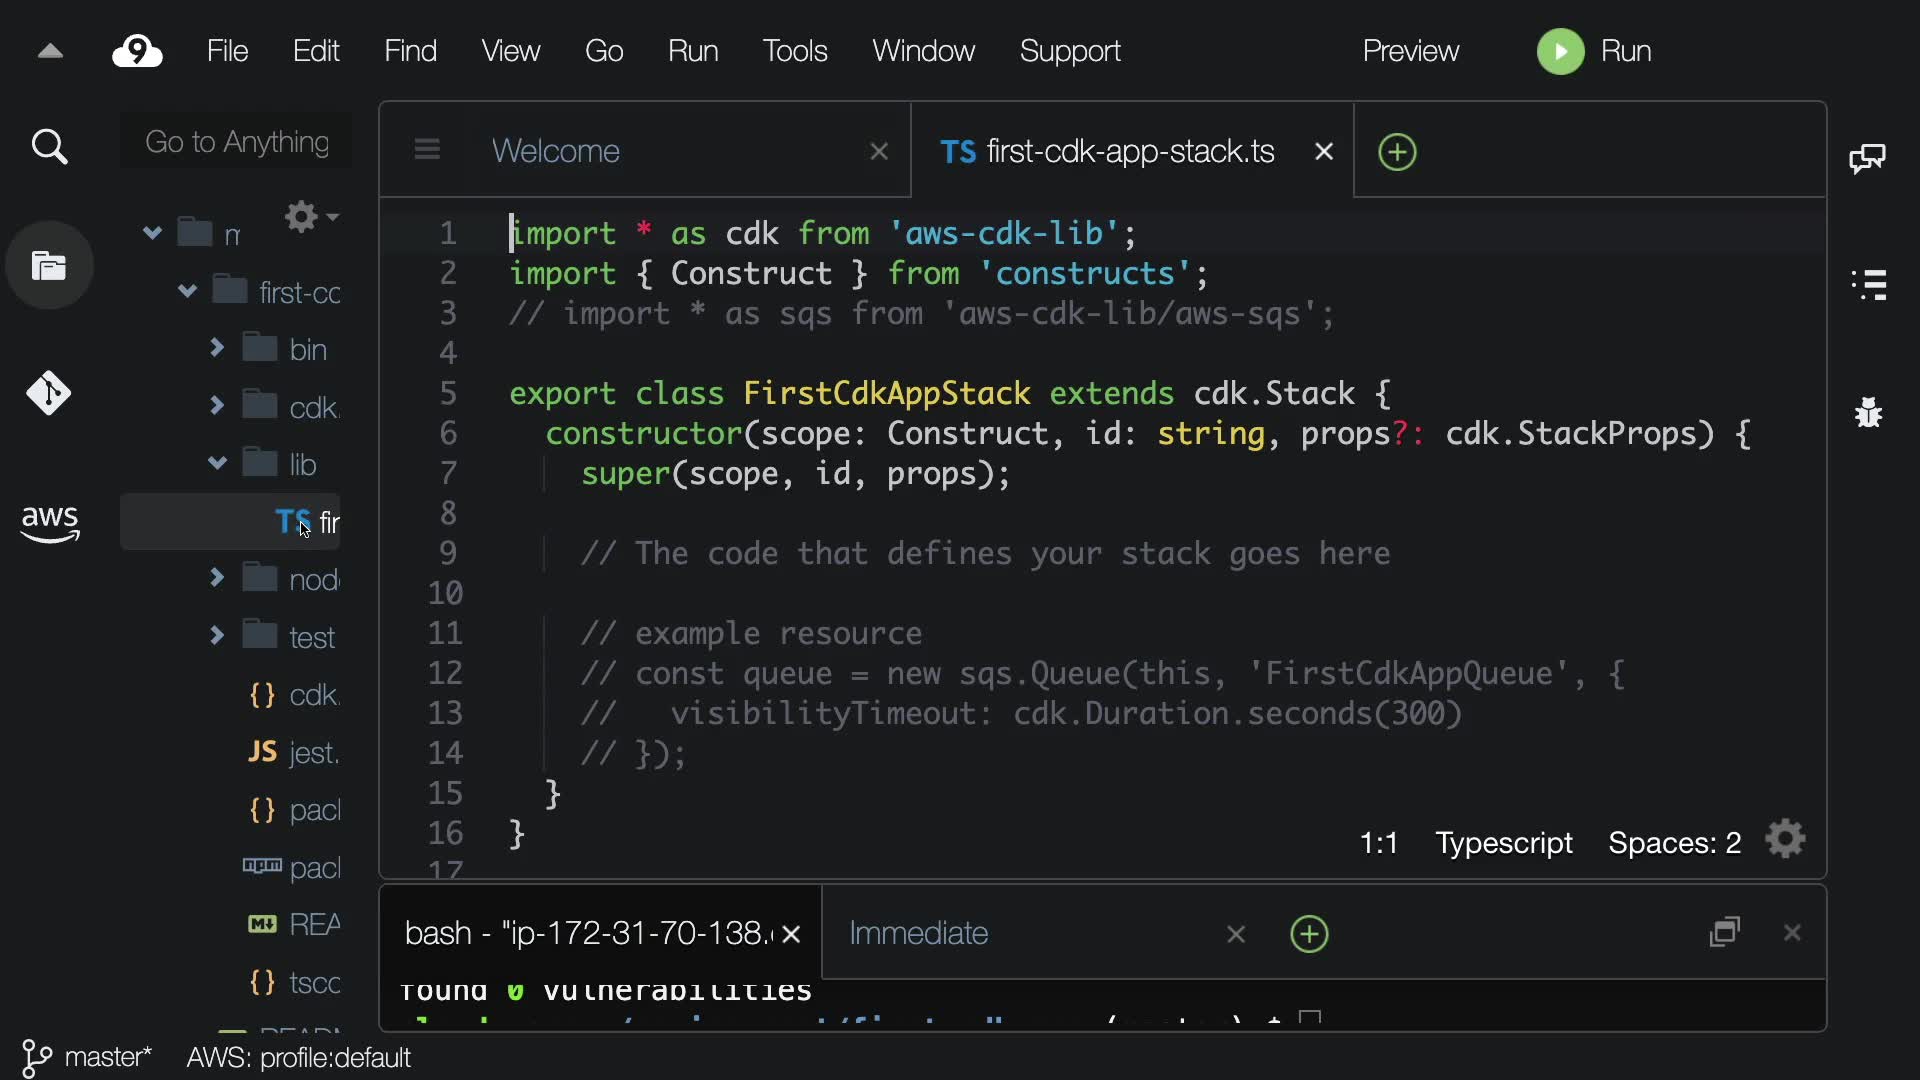 9 File Edit Find View Go Run Tools Window Support Preview Run
Go to Anything
Welcome
TS first-cdk-app-stack.ts
1 import * as cdk from 'aws-cdk-lib';
2 import { Construct } from 'constructs';
3 // import * as sqs from 'aws-cdk-lib/aws-sqs';
4
5 export class FirstCdkAppStack extends cdk.Stack {
6 constructor(scope: Construct, id: string, props?: cdk.StackProps) {
7 super(scope, id, props);
8
9 // The code that defines your stack goes here
10
11 // example resource
12 // const queue = new sqs.Queue(this, 'FirstCdkAppQueue', {
13 // visibilityTimeout: cdk.Duration.seconds(300)
14 // });
15 }
16 }
17
1:1 Typescript Spaces: 2
m
first-cc
bin
cdk.
lib
TS fir
node
test
{} cdk.
JS jest.
{} pack
npm pack
M↓ REA
{} tsco
aws
bash - "ip-172-31-70-138.
Immediate
found 0 vulnerabilities
master* AWS: profile:default